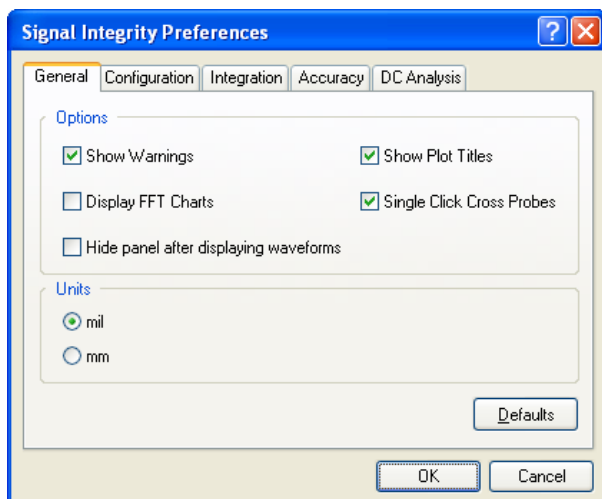 Signal Integrity Preferences
General Configuration Integration Accuracy DC Analysis
Options
Show Warnings Show Plot Titles
Display FFT Charts Single Click Cross Probes
Hide panel after displaying waveforms
Units
mil
mm
Defaults
OK Cancel